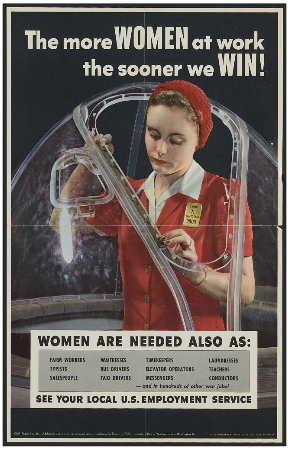 The more WOMEN at work
the sooner we WIN!
WOMEN ARE NEEDED ALSO AS:
FARM WORKERS WAITRESSES TIMEKEEPERS LAUNDRESSES
TYPISTS BUS DRIVERS ELEVATOR OPERATORS TEACHERS
SALESPEOPLE TAXI DRIVERS MESSENGERS CONDUCTORS
—and in hundreds of other war jobs!
SEE YOUR LOCAL U.S. EMPLOYMENT SERVICE